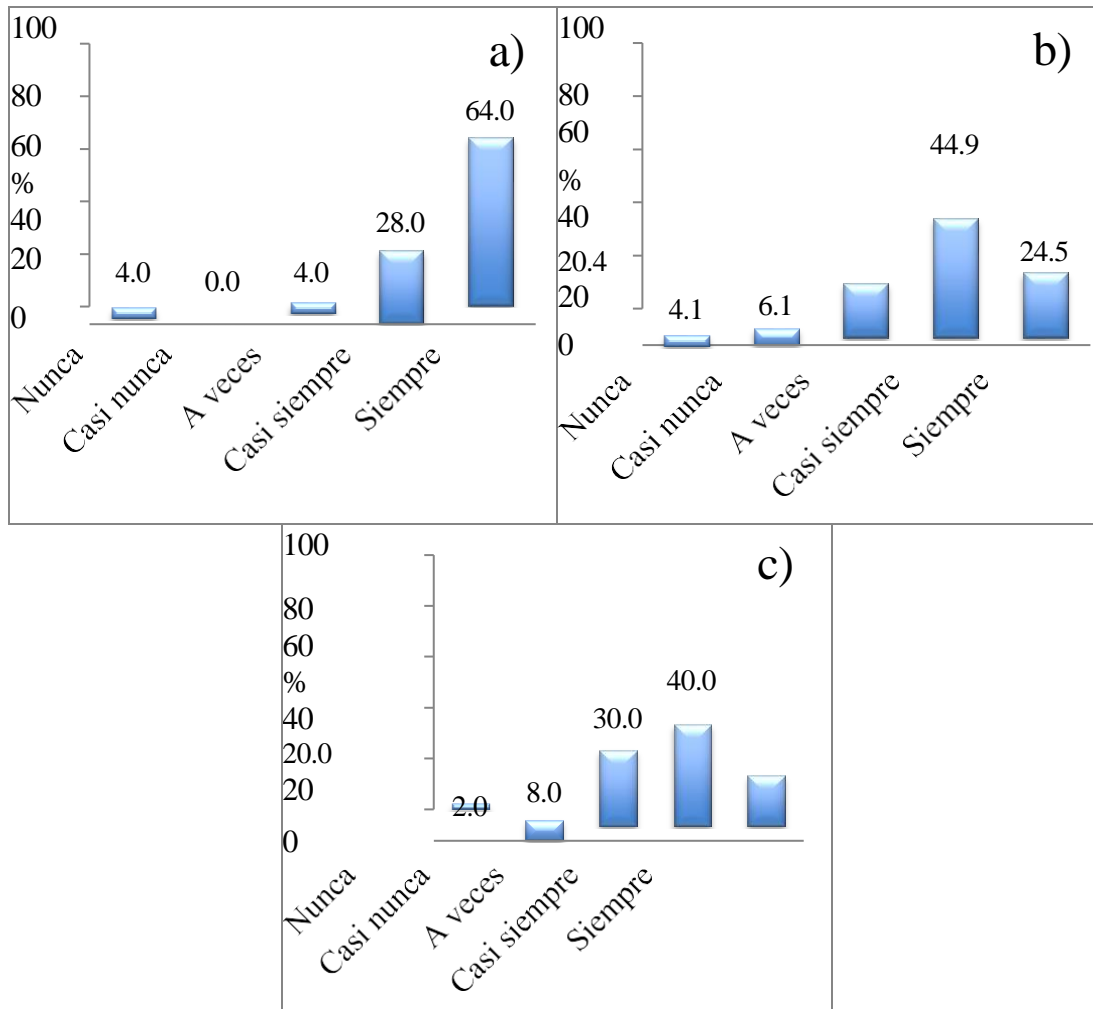 a)
100
80
60
%
40
20
0
4.0
0.0
4.0
28.0
64.0
Nunca
Casi nunca
A veces
Casi siempre
Siempre
b)
100
80
60
%
40
20.4
20
0
4.1
6.1
44.9
24.5
Nunca
Casi nunca
A veces
Casi siempre
Siempre
c)
100
80
60
%
40
20.0
20
0
2.0
8.0
30.0
40.0
Nunca
Casi nunca
A veces
Casi siempre
Siempre